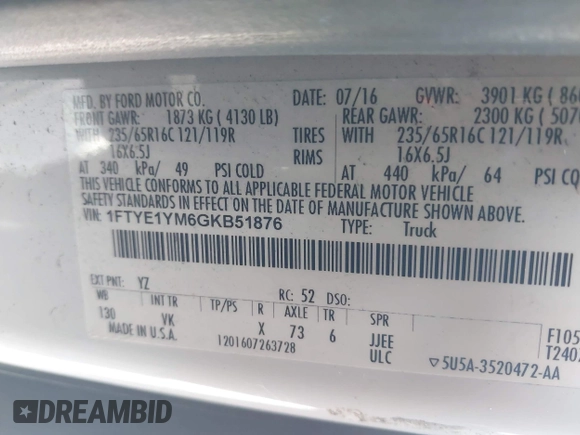 MFD. BY FORD MOTOR CO.
DATE: 07/16 GVWR: 3901 KG ( 860
FRONT GAWR: 1873 KG ( 4130 LB) REAR GAWR: 2300 KG ( 5070
WITH 235/65R16C 121/119R TIRES WITH 235/65R16C 121/119R
16X6.5J RIMS 16X6.5J
AT 340 kPa/ 49 PSI COLD AT 440 kPa/ 64 PSI CO
THIS VEHICLE CONFORMS TO ALL APPLICABLE FEDERAL MOTOR VEHICLE
SAFETY STANDARDS IN EFFECT ON THE DATE OF MANUFACTURE SHOWN ABOVE.
VIN: 1FTYE1YM6GKB51876 TYPE: Truck
EXT PNT: YZ RC: 52 DSO:
WB INT TR TP/PS R AXLE TR SPR
130 VK X 73 6 JJEE
ULC
MADE IN U.S.A. 1201607263728
F105
T240
▽5U5A-3520472-AA
DREAMBID